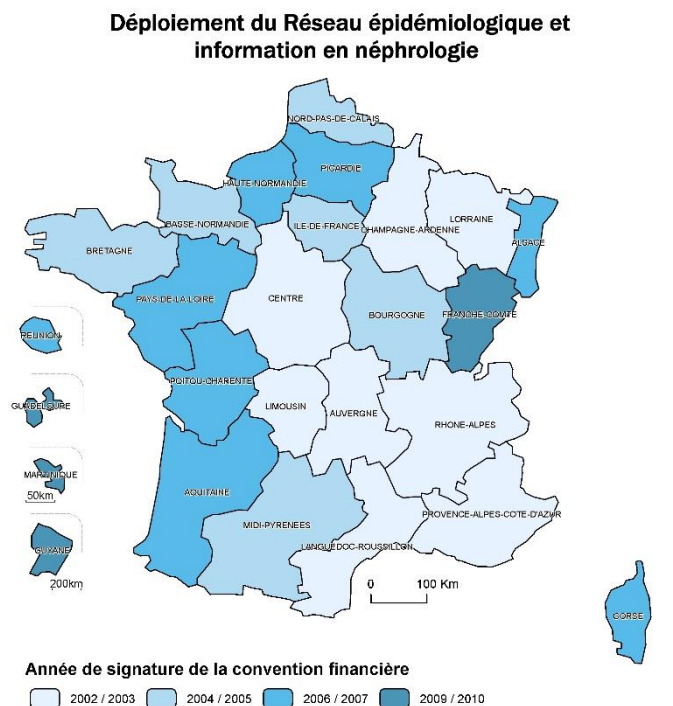 Déploiement du Réseau épidémiologique et
information en néphrologie
NORD-PAS-DE-CALAIS
PICARDIE
HAUTE-NORMANDIE
BASSE-NORMANDIE
ILE-DE-FRANCE
CHAMPAGNE-ARDENNE
LORRAINE
ALSACE
BRETAGNE
PAYS-DE-LA-LOIRE
CENTRE
BOURGOGNE
FRANCHE-COMTE
REUNION
POITOU-CHARENTE
LIMOUSIN
AUVERGNE
RHONE-ALPES
GUADELOUPE
MARTINIQUE
50km
AQUITAINE
MIDI-PYRENEES
LANGUEDOC-ROUSSILLON
PROVENCE-ALPES-COTE-D'AZUR
GUYANE
200km
0 100 Km
CORSE
Année de signature de la convention financière
2002 / 2003 2004 / 2005 2006 / 2007 2009 / 2010